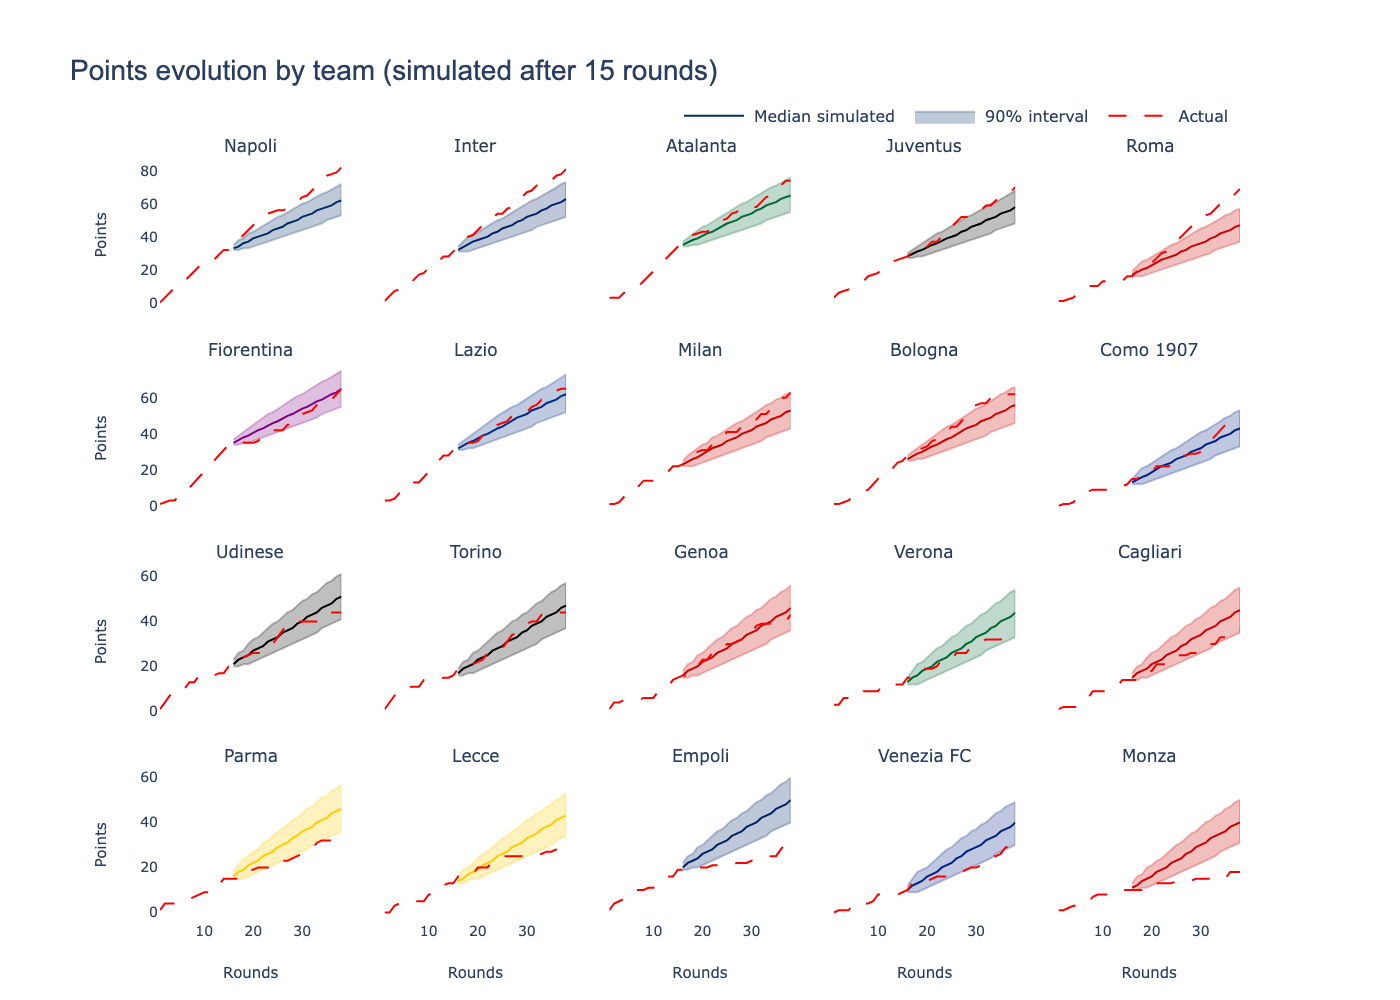 Points evolution by team (simulated after 15 rounds)
Median simulated 90% interval Actual
Napoli Inter Atalanta Juventus Roma
80
60
40
20
0
Points
Fiorentina Lazio Milan Bologna Como 1907
60
40
20
0
Points
Udinese Torino Genoa Verona Cagliari
60
40
20
0
Points
Parma Lecce Empoli Venezia FC Monza
60
40
20
0
Points
10 20 30 10 20 30 10 20 30 10 20 30 10 20 30
Rounds Rounds Rounds Rounds Rounds